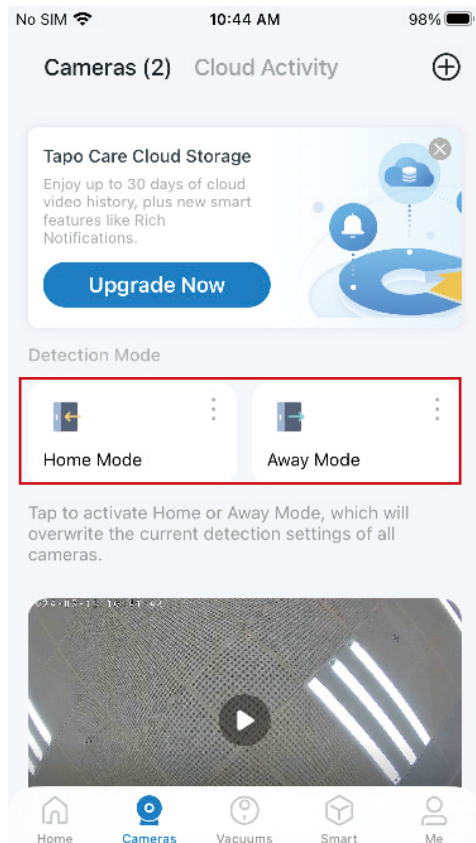 No SIM 10:44 AM 98%
Cameras (2) Cloud Activity
Tapo Care Cloud Storage
Enjoy up to 30 days of cloud
video history, plus new smart
features like Rich
Notifications.
Upgrade Now
Detection Mode
Home Mode Away Mode
Tap to activate Home or Away Mode, which will
overwrite the current detection settings of all
cameras.
Home Cameras Vacuums Smart Me